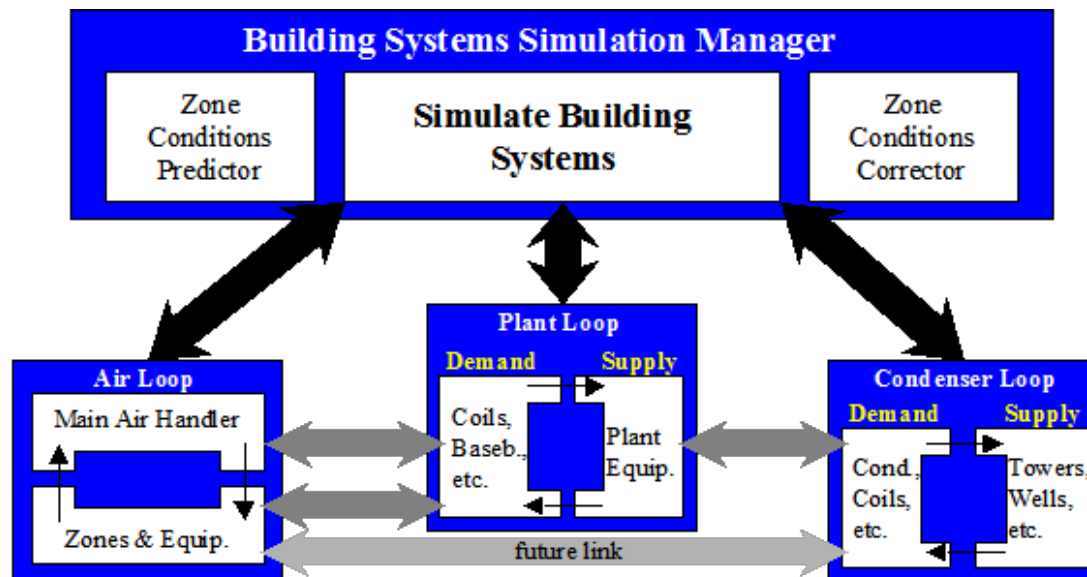 Building Systems Simulation Manager
Zone
Conditions
Predictor
Simulate Building
Systems
Zone
Conditions
Corrector
Air Loop
Main Air Handler
Zones & Equip.
Plant Loop
Demand
Supply
Coils,
Baseb.,
etc.
Plant
Equip.
Condenser Loop
Demand
Supply
Cond.,
Coils,
etc.
Towers,
Wells,
etc.
future link